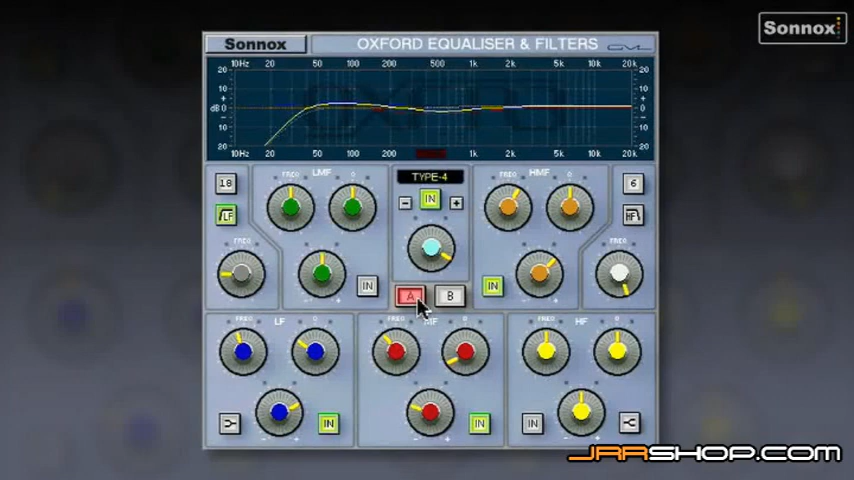 Sonnox
Sonnox OXFORD EQUALISER & FILTERS GML
20 10Hz 20 50 100 200 500 1k 2k 5k 10k 20k 20
10 10
+ +
dB 0 0
- -
10 10
20 10Hz 20 50 100 200 500 1k 2k 5k 10k 20k 20
18 FREQ LMF Q TYPE-4 FREQ HMF Q 6
LF - IN + HF
FREQ FREQ
IN IN
- + - +
A B
FREQ LF Q FREQ MF Q FREQ HF Q
IN IN IN
- + - + - +
JRRSHOP.COM